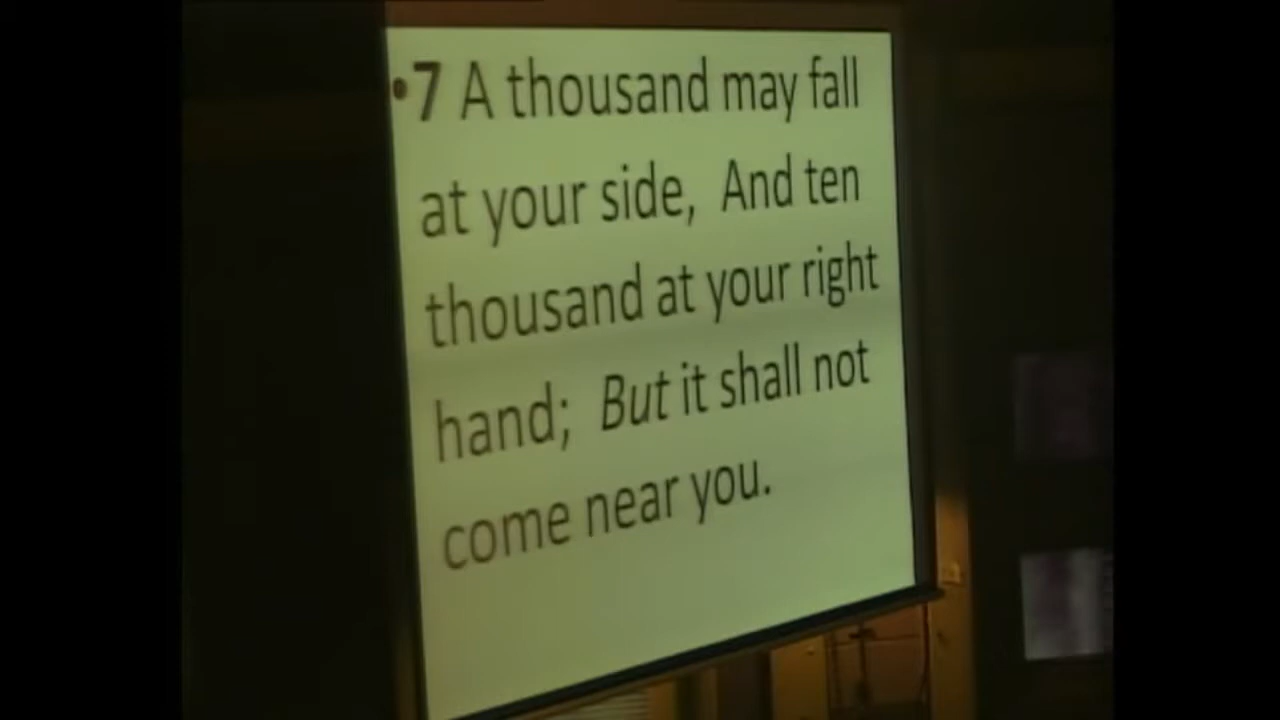 •7 A thousand may fall
at your side, And ten
thousand at your right
hand; But it shall not
come near you.